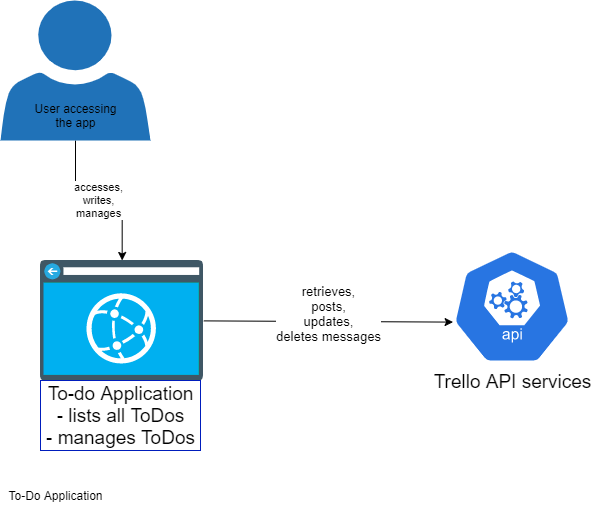 User accessing
the app
accesses,
writes,
manages
retrieves,
posts,
updates,
deletes messages
api
Trello API services
To-do Application
- lists all ToDos
- manages ToDos
To-Do Application